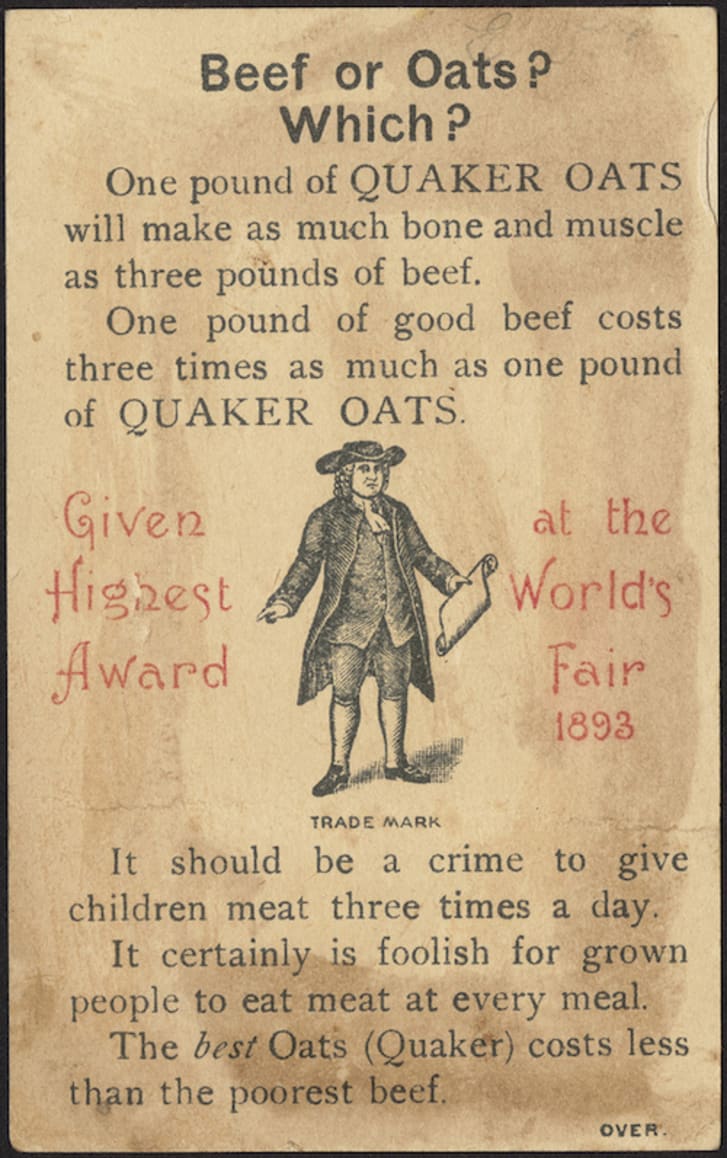 Beef or Oats?
Which?
One pound of QUAKER OATS
will make as much bone and muscle
as three pounds of beef.
One pound of good beef costs
three times as much as one pound
of QUAKER OATS.
Given
Highest
Award
at the
World's
Fair
1893
TRADE MARK
It should be a crime to give
children meat three times a day.
It certainly is foolish for grown
people to eat meat at every meal.
The best Oats (Quaker) costs less
than the poorest beef.
OVER.